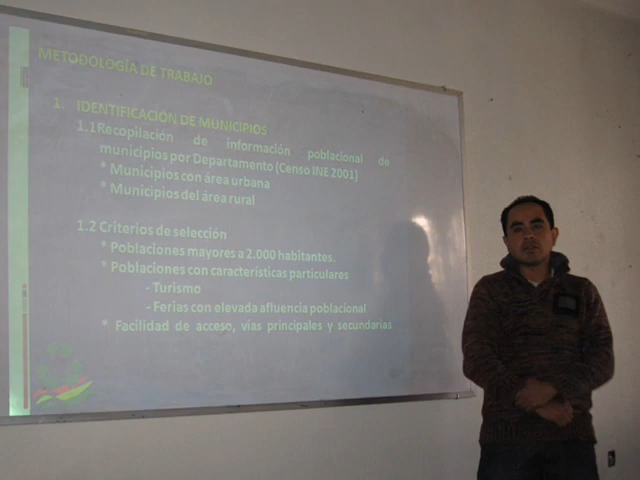 METODOLOGÍA DE TRABAJO
1. IDENTIFICACIÓN DE MUNICIPIOS
1.1Recopilación de información poblacional de
municipios por Departamento (Censo INE 2001)
* Municipios con área urbana
* Municipios del área rural
1.2 Criterios de selección
* Poblaciones mayores a 2.000 habitantes.
* Poblaciones con características particulares
- Turismo
- Ferias con elevada afluencia poblacional
* Facilidad de acceso, vías principales y secundarias